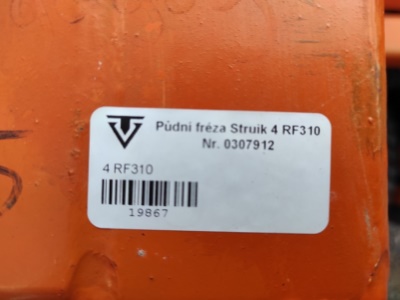 Půdní fréza Struik 4 RF310
Nr. 0307912
4 RF310
19867